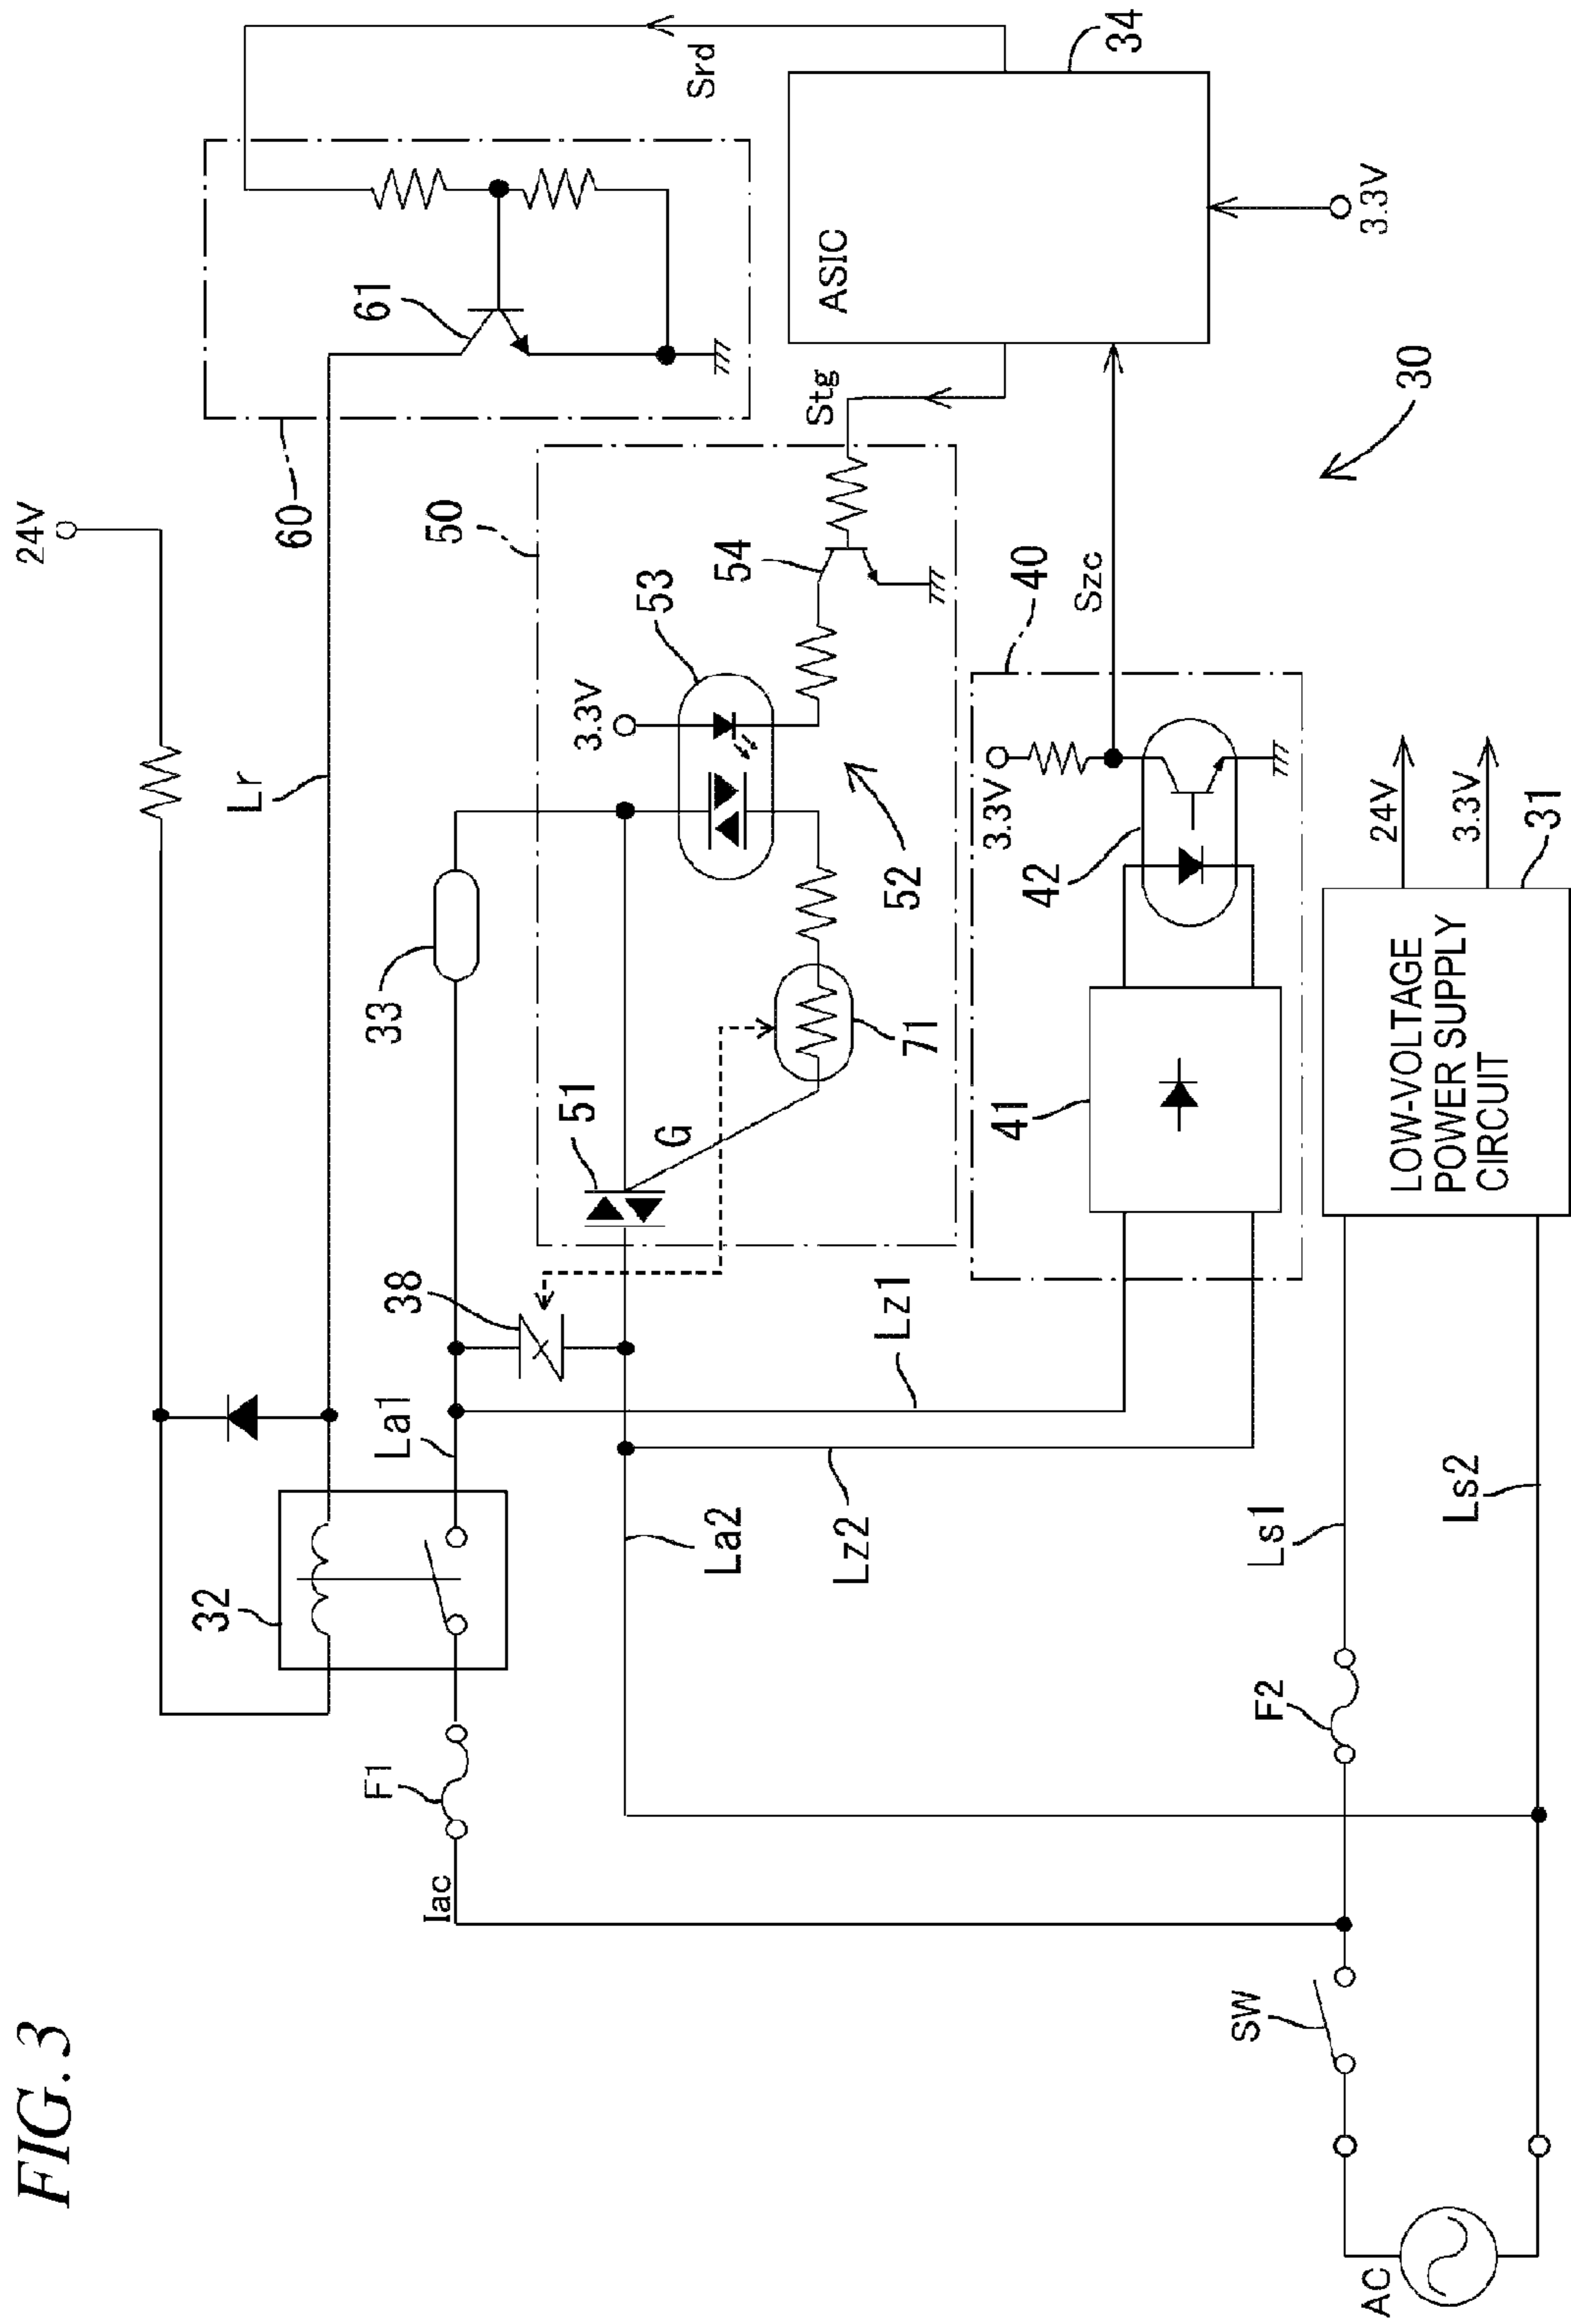 FIG. 3
24V
Lr
60
61
Srd
32
F1
Iac
La1
33
38
50
51
G
3.3V
53
54
Stg
52
71
ASIC
34
3.3V
La2
Lz2
Lz1
41
42
3.3V
40
Szc
30
SW
F2
Ls1
Ls2
LOW-VOLTAGE
POWER SUPPLY
CIRCUIT
24V
3.3V
31
AC